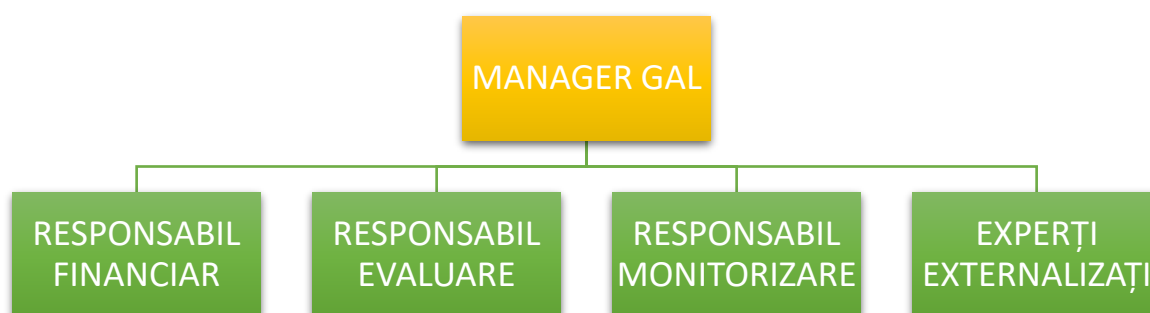 MANAGER GAL
RESPONSABIL
FINANCIAR
RESPONSABIL
EVALUARE
RESPONSABIL
MONITORIZARE
EXPERȚI
EXTERNALIZAȚI